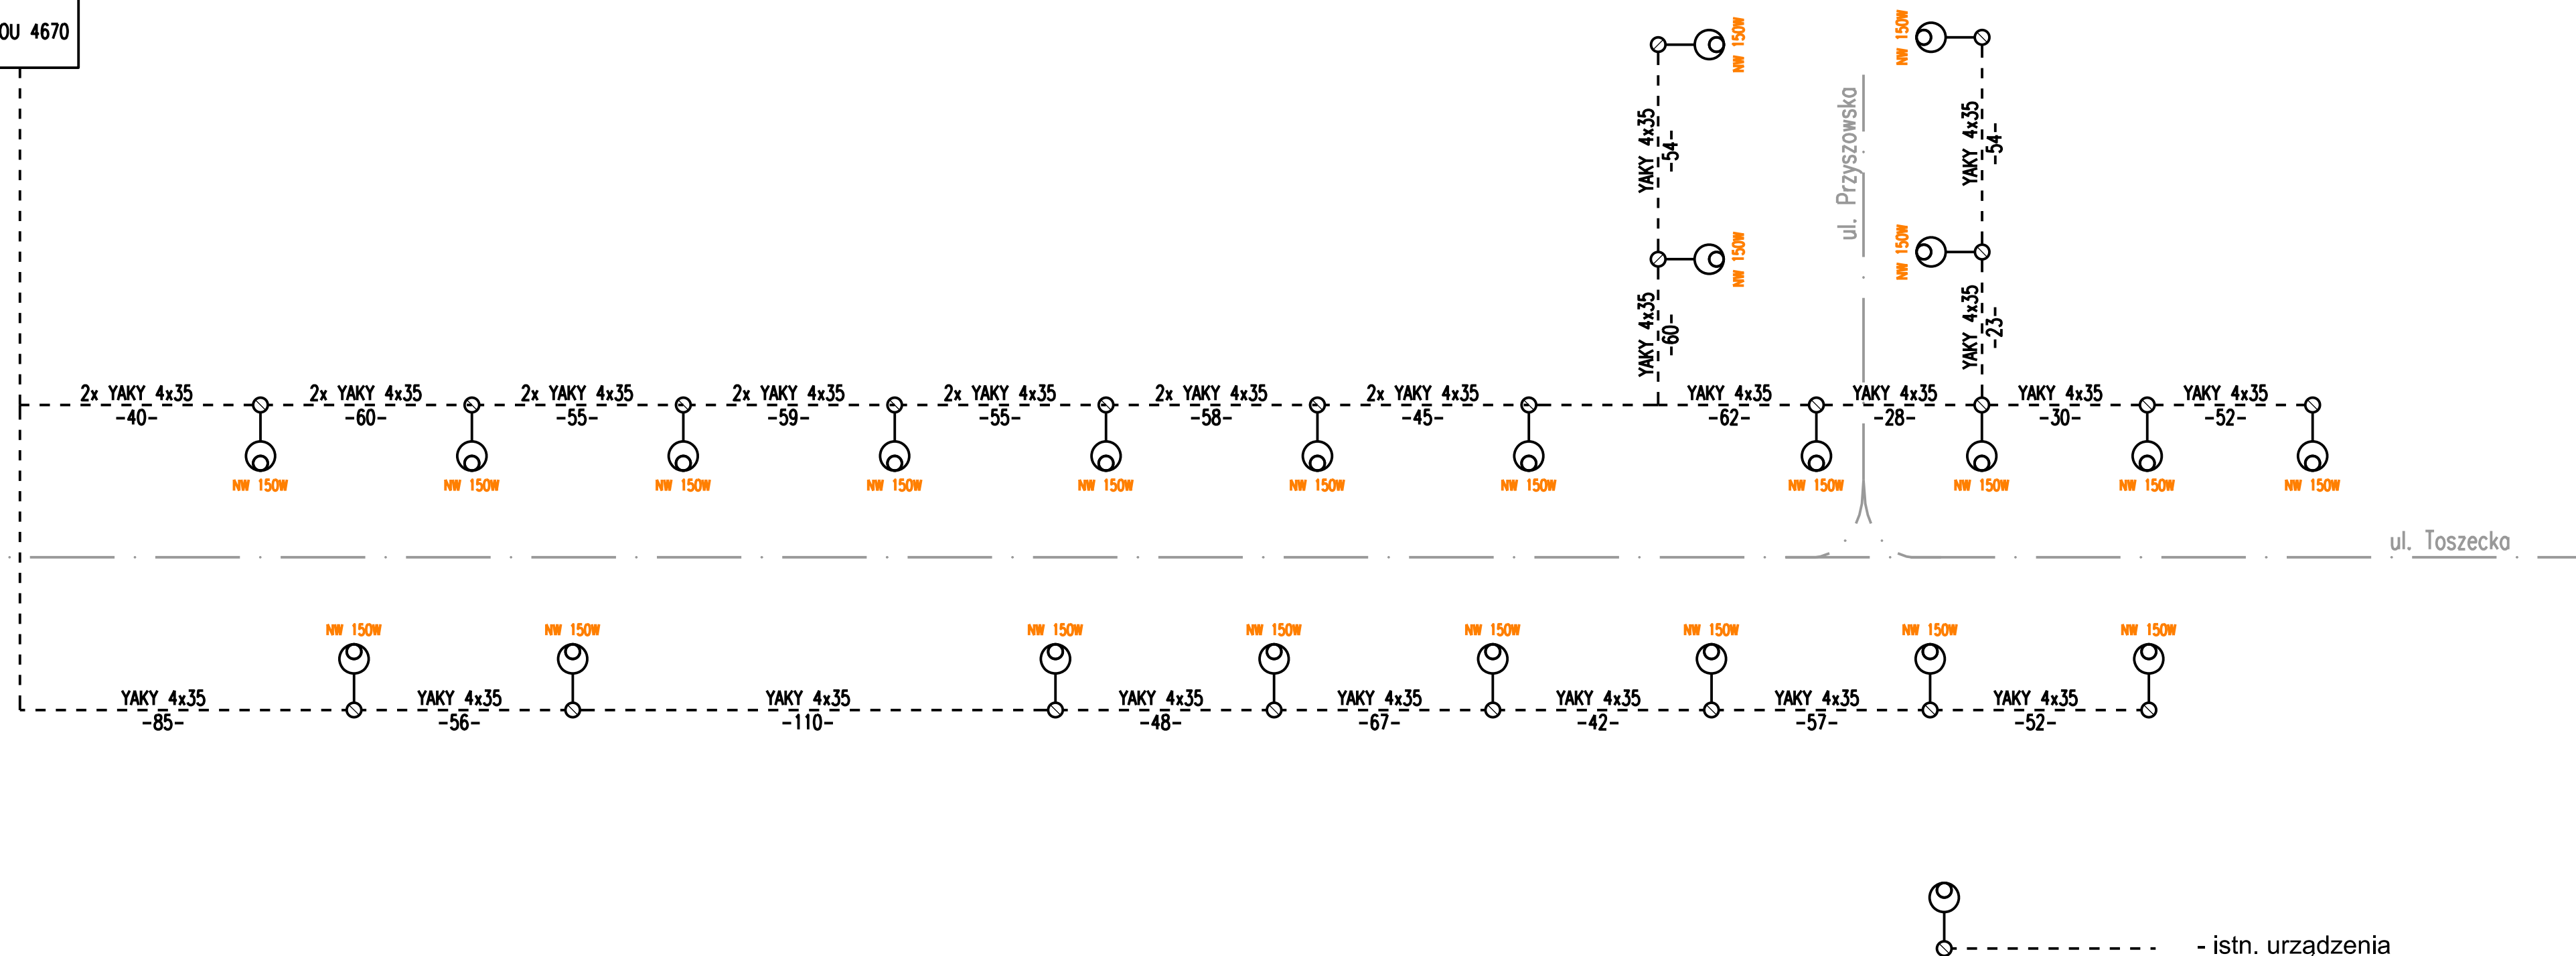 OU 4670
NW 150W
NW 150W
YAKY 4x35
-54-
ul. Przyszowska
YAKY 4x35
-54-
NW 150W
NW 150W
YAKY 4x35
-60-
YAKY 4x35
-23-
2x YAKY 4x35
-40-
2x YAKY 4x35
-60-
2x YAKY 4x35
-55-
2x YAKY 4x35
-59-
2x YAKY 4x35
-55-
2x YAKY 4x35
-58-
2x YAKY 4x35
-45-
YAKY 4x35
-62-
YAKY 4x35
-28-
YAKY 4x35
-30-
YAKY 4x35
-52-
NW 150W
NW 150W
NW 150W
NW 150W
NW 150W
NW 150W
NW 150W
NW 150W
NW 150W
NW 150W
NW 150W
ul. Toszecka
NW 150W
NW 150W
NW 150W
NW 150W
NW 150W
NW 150W
NW 150W
NW 150W
YAKY 4x35
-85-
YAKY 4x35
-56-
YAKY 4x35
-110-
YAKY 4x35
-48-
YAKY 4x35
-67-
YAKY 4x35
-42-
YAKY 4x35
-57-
YAKY 4x35
-52-
- istn. urządzenia